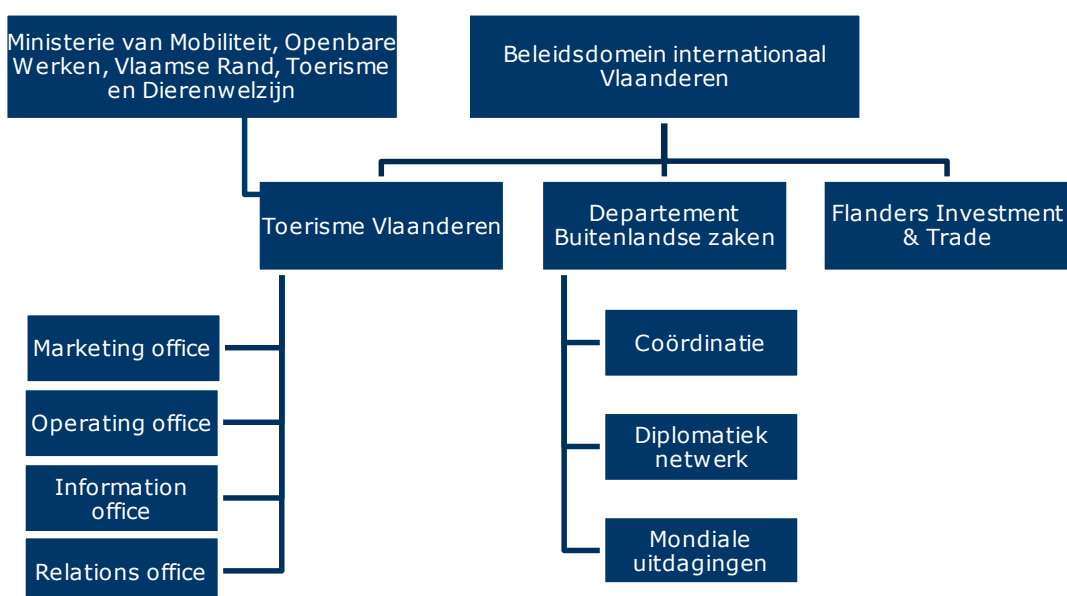 Ministerie van Mobiliteit, Openbare
Werken, Vlaamse Rand, Toerisme
en Dierenwelzijn
Beleidsdomein internationaal
Vlaanderen
Toerisme Vlaanderen
Departement
Buitenlandse zaken
Flanders Investment
& Trade
Marketing office
Operating office
Information
office
Relations office
Coördinatie
Diplomatiek
netwerk
Mondiale
uitdagingen